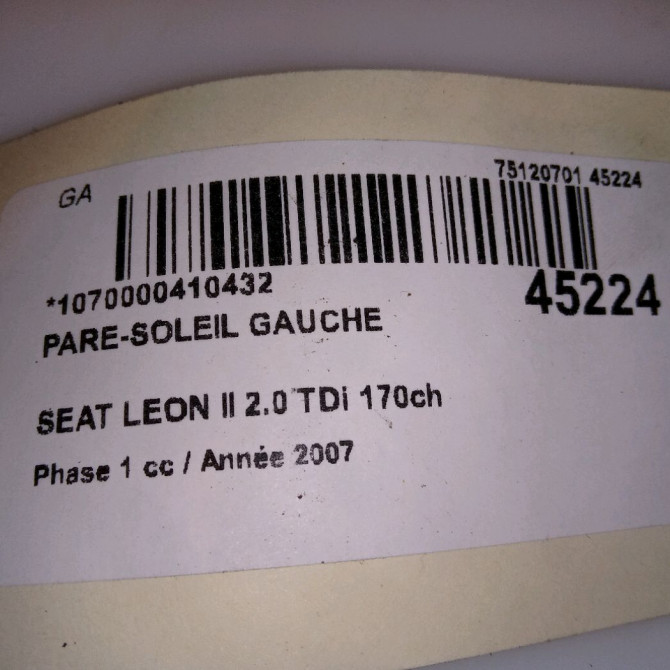 GA
75120701 45224
*1070000410432
45224
PARE-SOLEIL GAUCHE
SEAT LEON II 2.0 TDi 170ch
Phase 1 cc / Année 2007